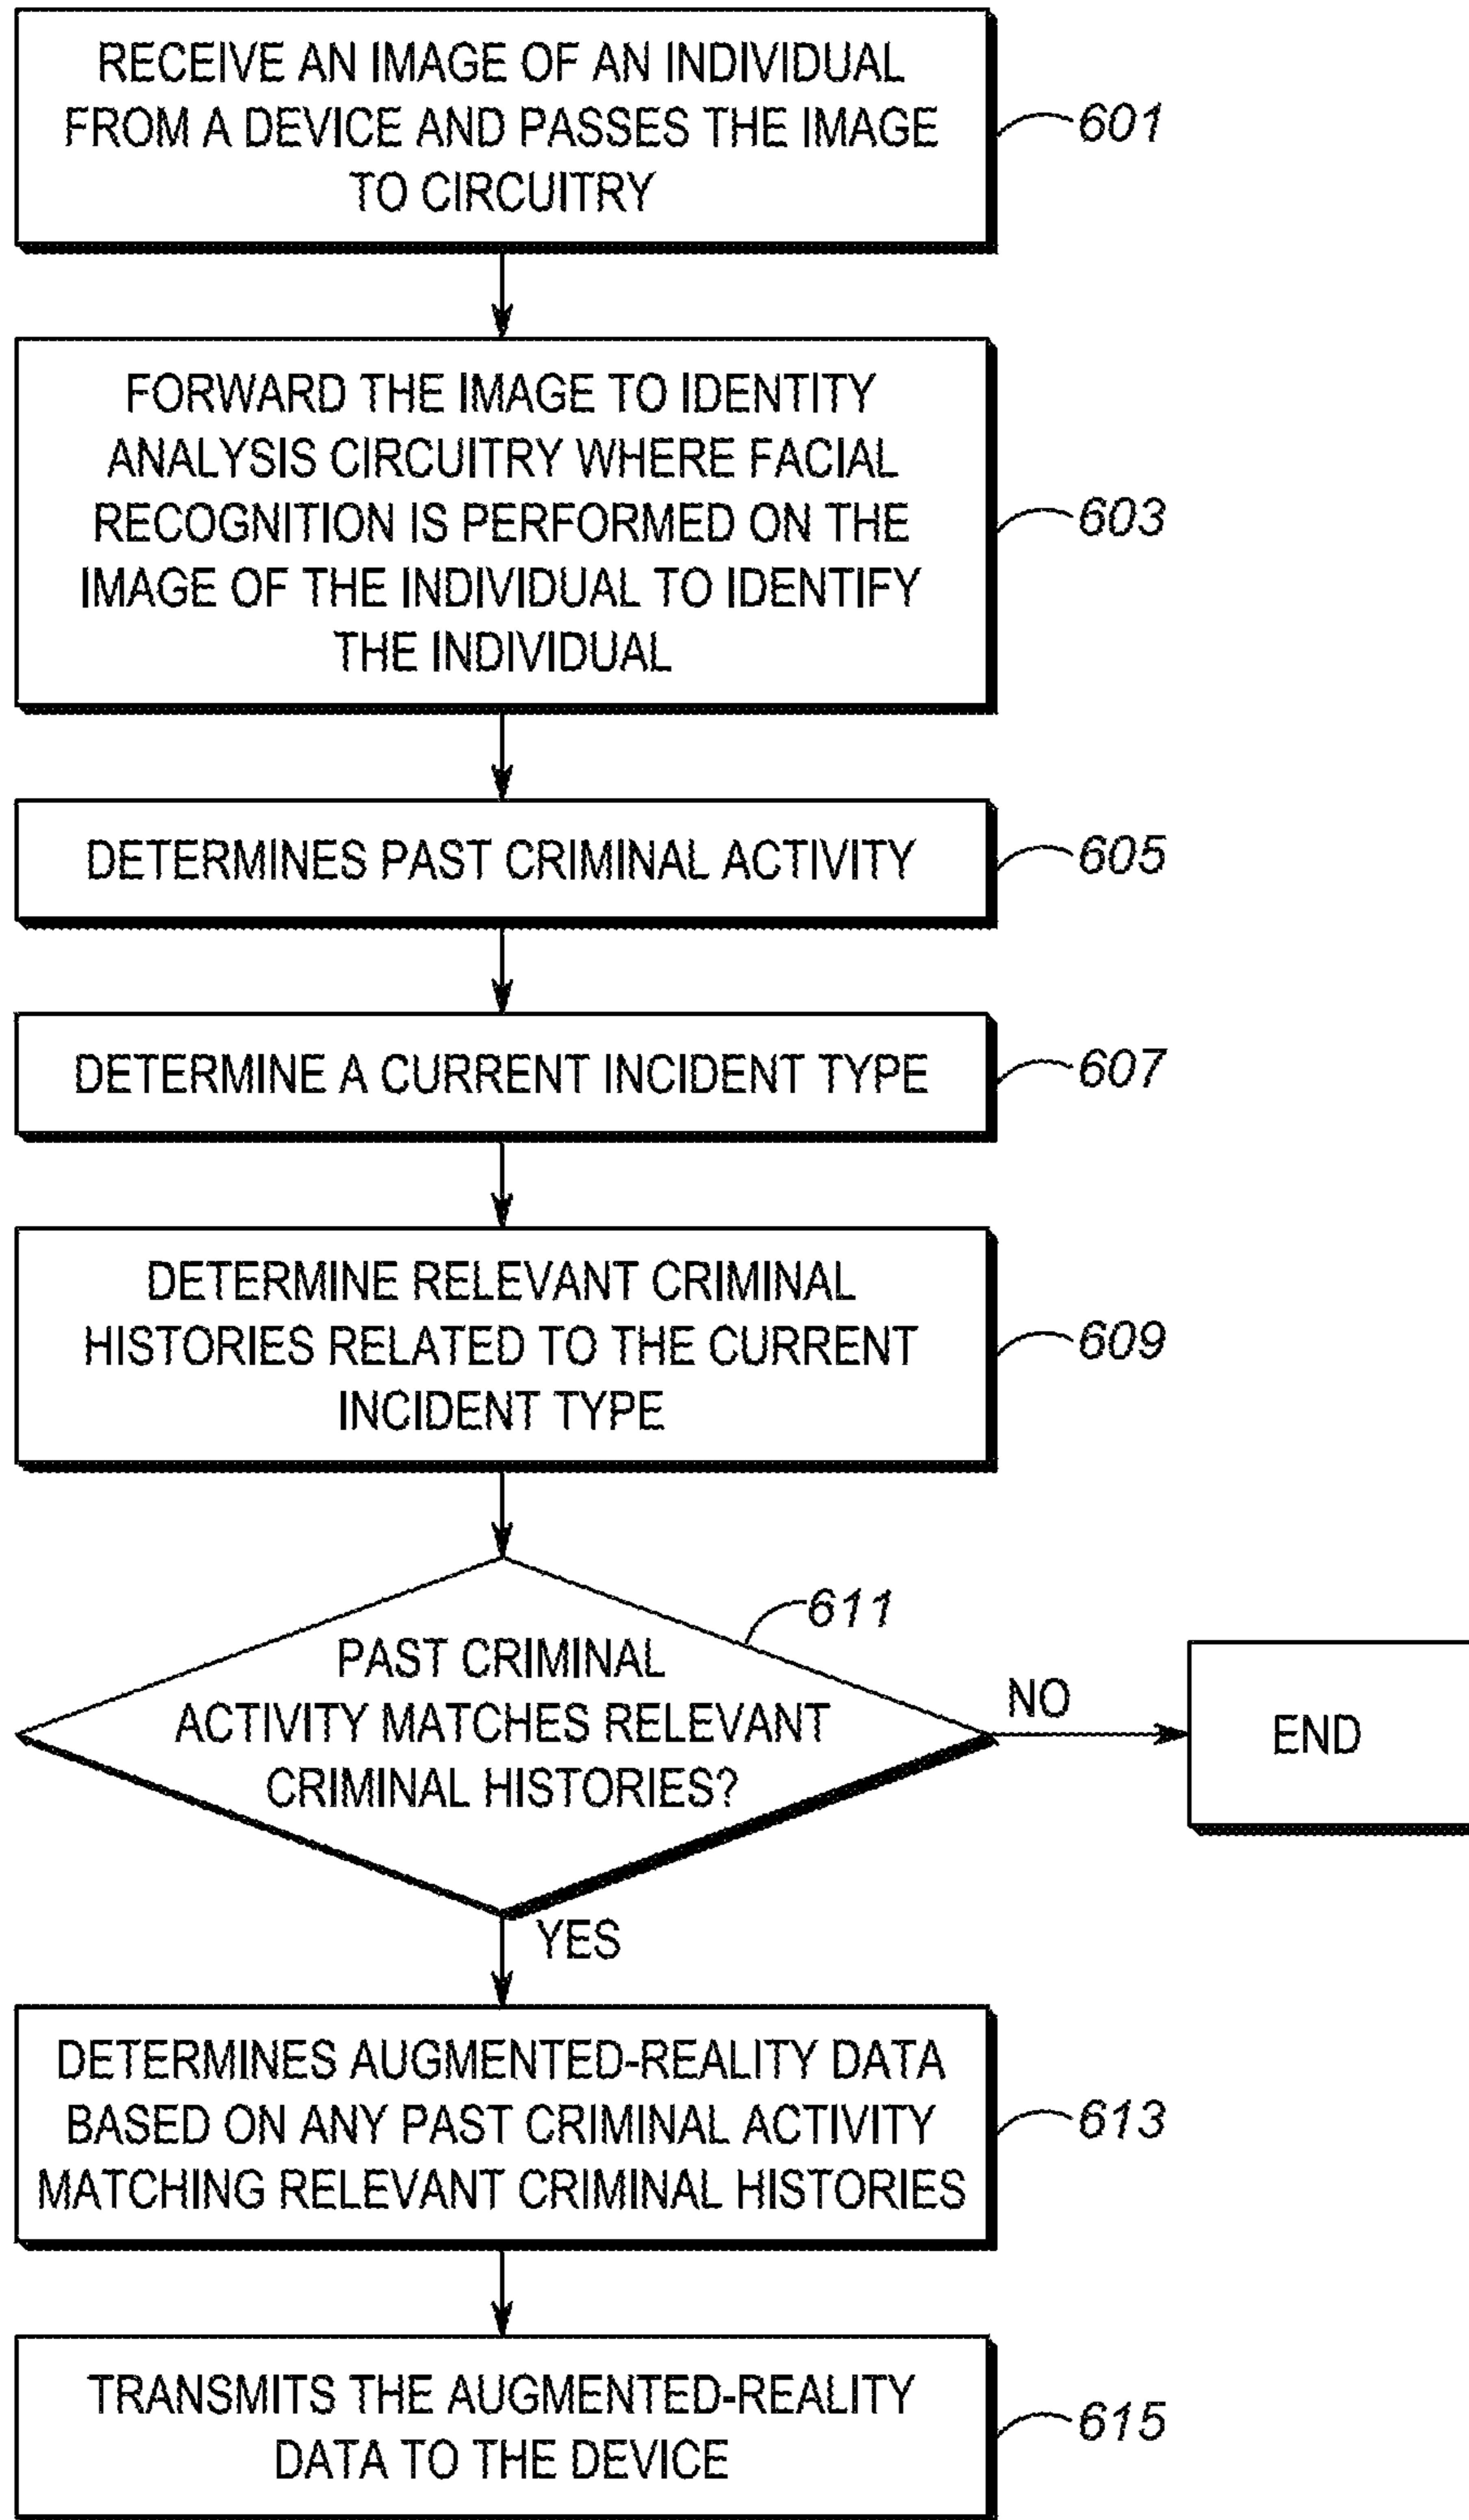 RECEIVE AN IMAGE OF AN INDIVIDUAL
FROM A DEVICE AND PASSES THE IMAGE
TO CIRCUITRY
601
FORWARD THE IMAGE TO IDENTITY
ANALYSIS CIRCUITRY WHERE FACIAL
RECOGNITION IS PERFORMED ON THE
IMAGE OF THE INDIVIDUAL TO IDENTIFY
THE INDIVIDUAL
603
DETERMINES PAST CRIMINAL ACTIVITY
605
DETERMINE A CURRENT INCIDENT TYPE
607
DETERMINE RELEVANT CRIMINAL
HISTORIES RELATED TO THE CURRENT
INCIDENT TYPE
609
611
PAST CRIMINAL
ACTIVITY MATCHES RELEVANT
CRIMINAL HISTORIES?
NO
END
YES
DETERMINES AUGMENTED-REALITY DATA
BASED ON ANY PAST CRIMINAL ACTIVITY
MATCHING RELEVANT CRIMINAL HISTORIES
613
TRANSMITS THE AUGMENTED-REALITY
DATA TO THE DEVICE
615